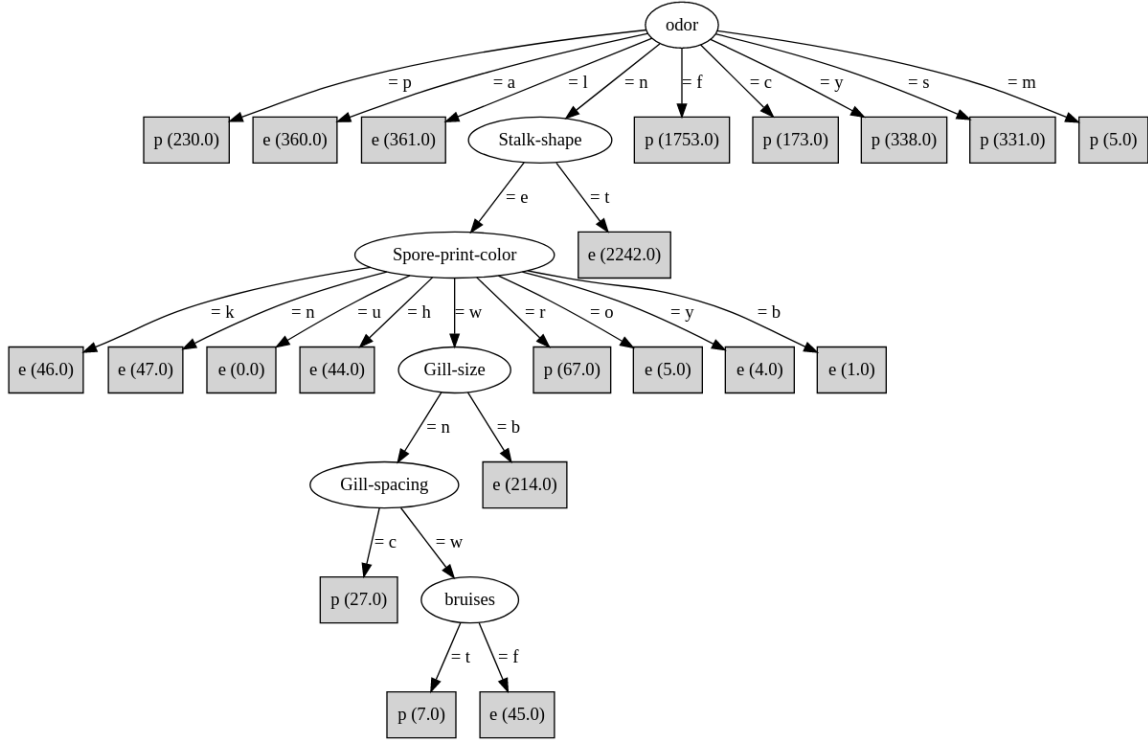 odor
= p = a = l = n = f = c = y = s = m
p (230.0) e (360.0) e (361.0) Stalk-shape p (1753.0) p (173.0) p (338.0) p (331.0) p (5.0)
= e = t
Spore-print-color e (2242.0)
= k = n = u = h = w = r = o = y = b
e (46.0) e (47.0) e (0.0) e (44.0) Gill-size p (67.0) e (5.0) e (4.0) e (1.0)
= n = b
Gill-spacing e (214.0)
= c = w
p (27.0) bruises
= t = f
p (7.0) e (45.0)